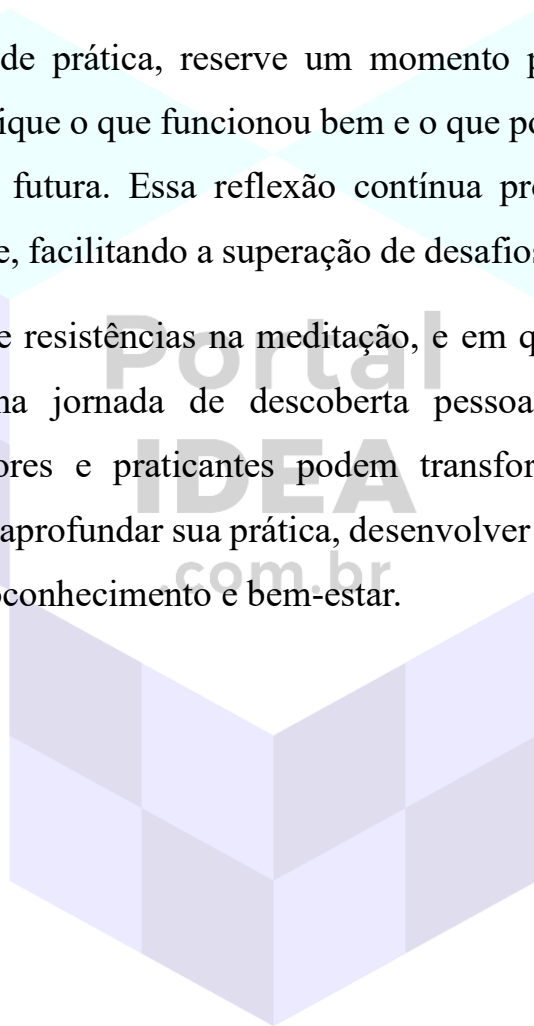 de prática, reserve um momento p
ique o que funcionou bem e o que po
futura. Essa reflexão contínua pro
e, facilitando a superação de desafios
e resistências na meditação, e em q
na jornada de descoberta pessoa
ores e praticantes podem transfor
aprofundar sua prática, desenvolver
oconhecimento e bem-estar.
Portal
IDEA
.com.br